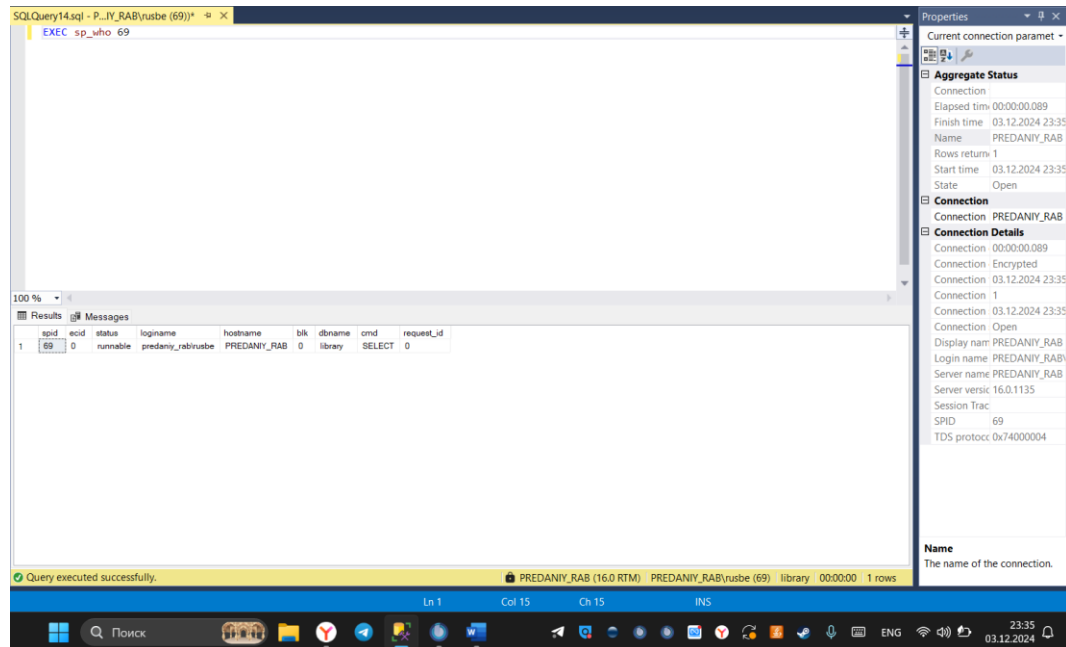 SQLQuery14.sql - P...IY_RAB\rusbe (69))*
EXEC sp_who 69
100 %
Results Messages
spid ecid status loginame hostname blk dbname cmd request_id
1 69 0 runnable predaniy_rab\rusbe PREDANIY_RAB 0 library SELECT 0
Query executed successfully.
PREDANIY_RAB (16.0 RTM) PREDANIY_RAB\rusbe (69) library 00:00:00 1 rows
Properties
Current connection paramet
Aggregate Status
Connection
Elapsed tim 00:00:00.089
Finish time 03.12.2024 23:35
Name PREDANIY_RAB
Rows return 1
Start time 03.12.2024 23:35
State Open
Connection
Connection PREDANIY_RAB
Connection Details
Connection 00:00:00.089
Connection Encrypted
Connection 03.12.2024 23:35
Connection 1
Connection 03.12.2024 23:35
Connection Open
Display nam PREDANIY_RAB
Login name PREDANIY_RAB\
Server name PREDANIY_RAB
Server versic 16.0.1135
Session Trac
SPID 69
TDS protocc 0x74000004
Name
The name of the connection.
Ln 1 Col 15 Ch 15 INS
Поиск
ENG
23:35
03.12.2024